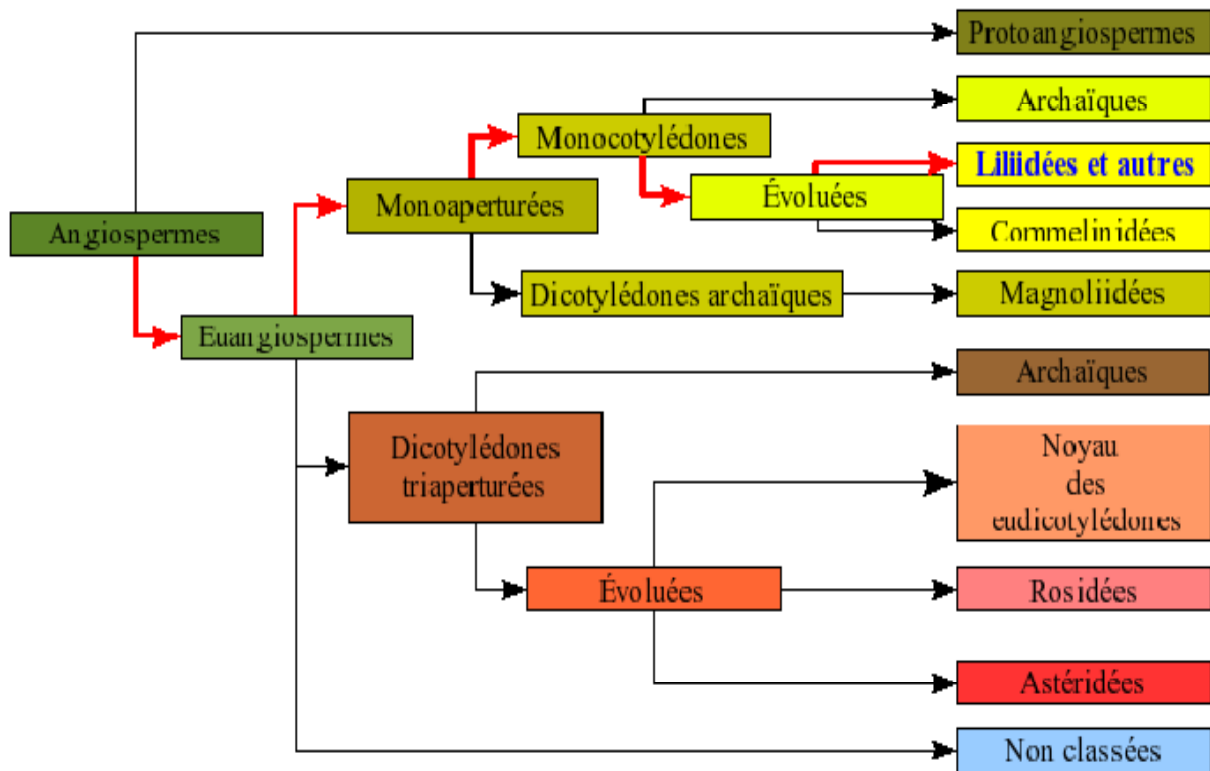 Protoangiospermes
Archaïques
Monocotylédones
Liliidées et autres
Évoluées
Monoaperturées
Angiospermes
Commelinidées
Dicotylédones archaïques
Magnoliidées
Euangiospermes
Archaïques
Dicotylédones
triaperturées
Noyau
des
eudicotylédones
Évoluées
Rosidées
Astéridées
Non classées